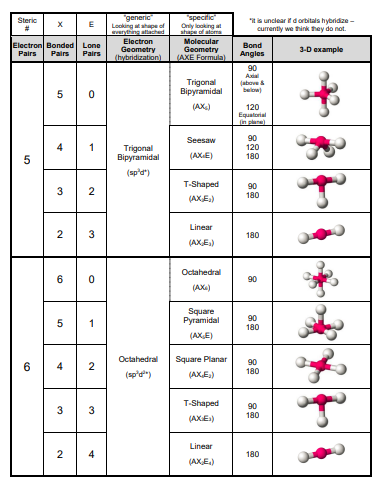 Steric #
X
E
"generic"
Looking at shape of
everything attached
"specific"
Only looking at
shape of atoms
*it is unclear if d orbitals hybridize –
currently we think they do not.
Electron Pairs
Bonded Pairs
Lone Pairs
Electron Geometry
(hybridization)
Molecular Geometry
(AXE Formula)
Bond Angles
3-D example
5
Trigonal
Bipyramidal
(sp³d*)
5
0
Trigonal
Bipyramidal
(AX₅)
90
Axial
(above &
below)
120
Equatorial
(in plane)
4
1
Seesaw
(AX₄E)
90
120
180
3
2
T-Shaped
(AX₃E₂)
90
180
2
3
Linear
(AX₂E₃)
180
6
Octahedral
(sp³d²*)
6
0
Octahedral
(AX₆)
90
5
1
Square
Pyramidal
(AX₅E)
90
180
4
2
Square Planar
(AX₄E₂)
90
180
3
3
T-Shaped
(AX₃E₃)
90
180
2
4
Linear
(AX₂E₄)
180